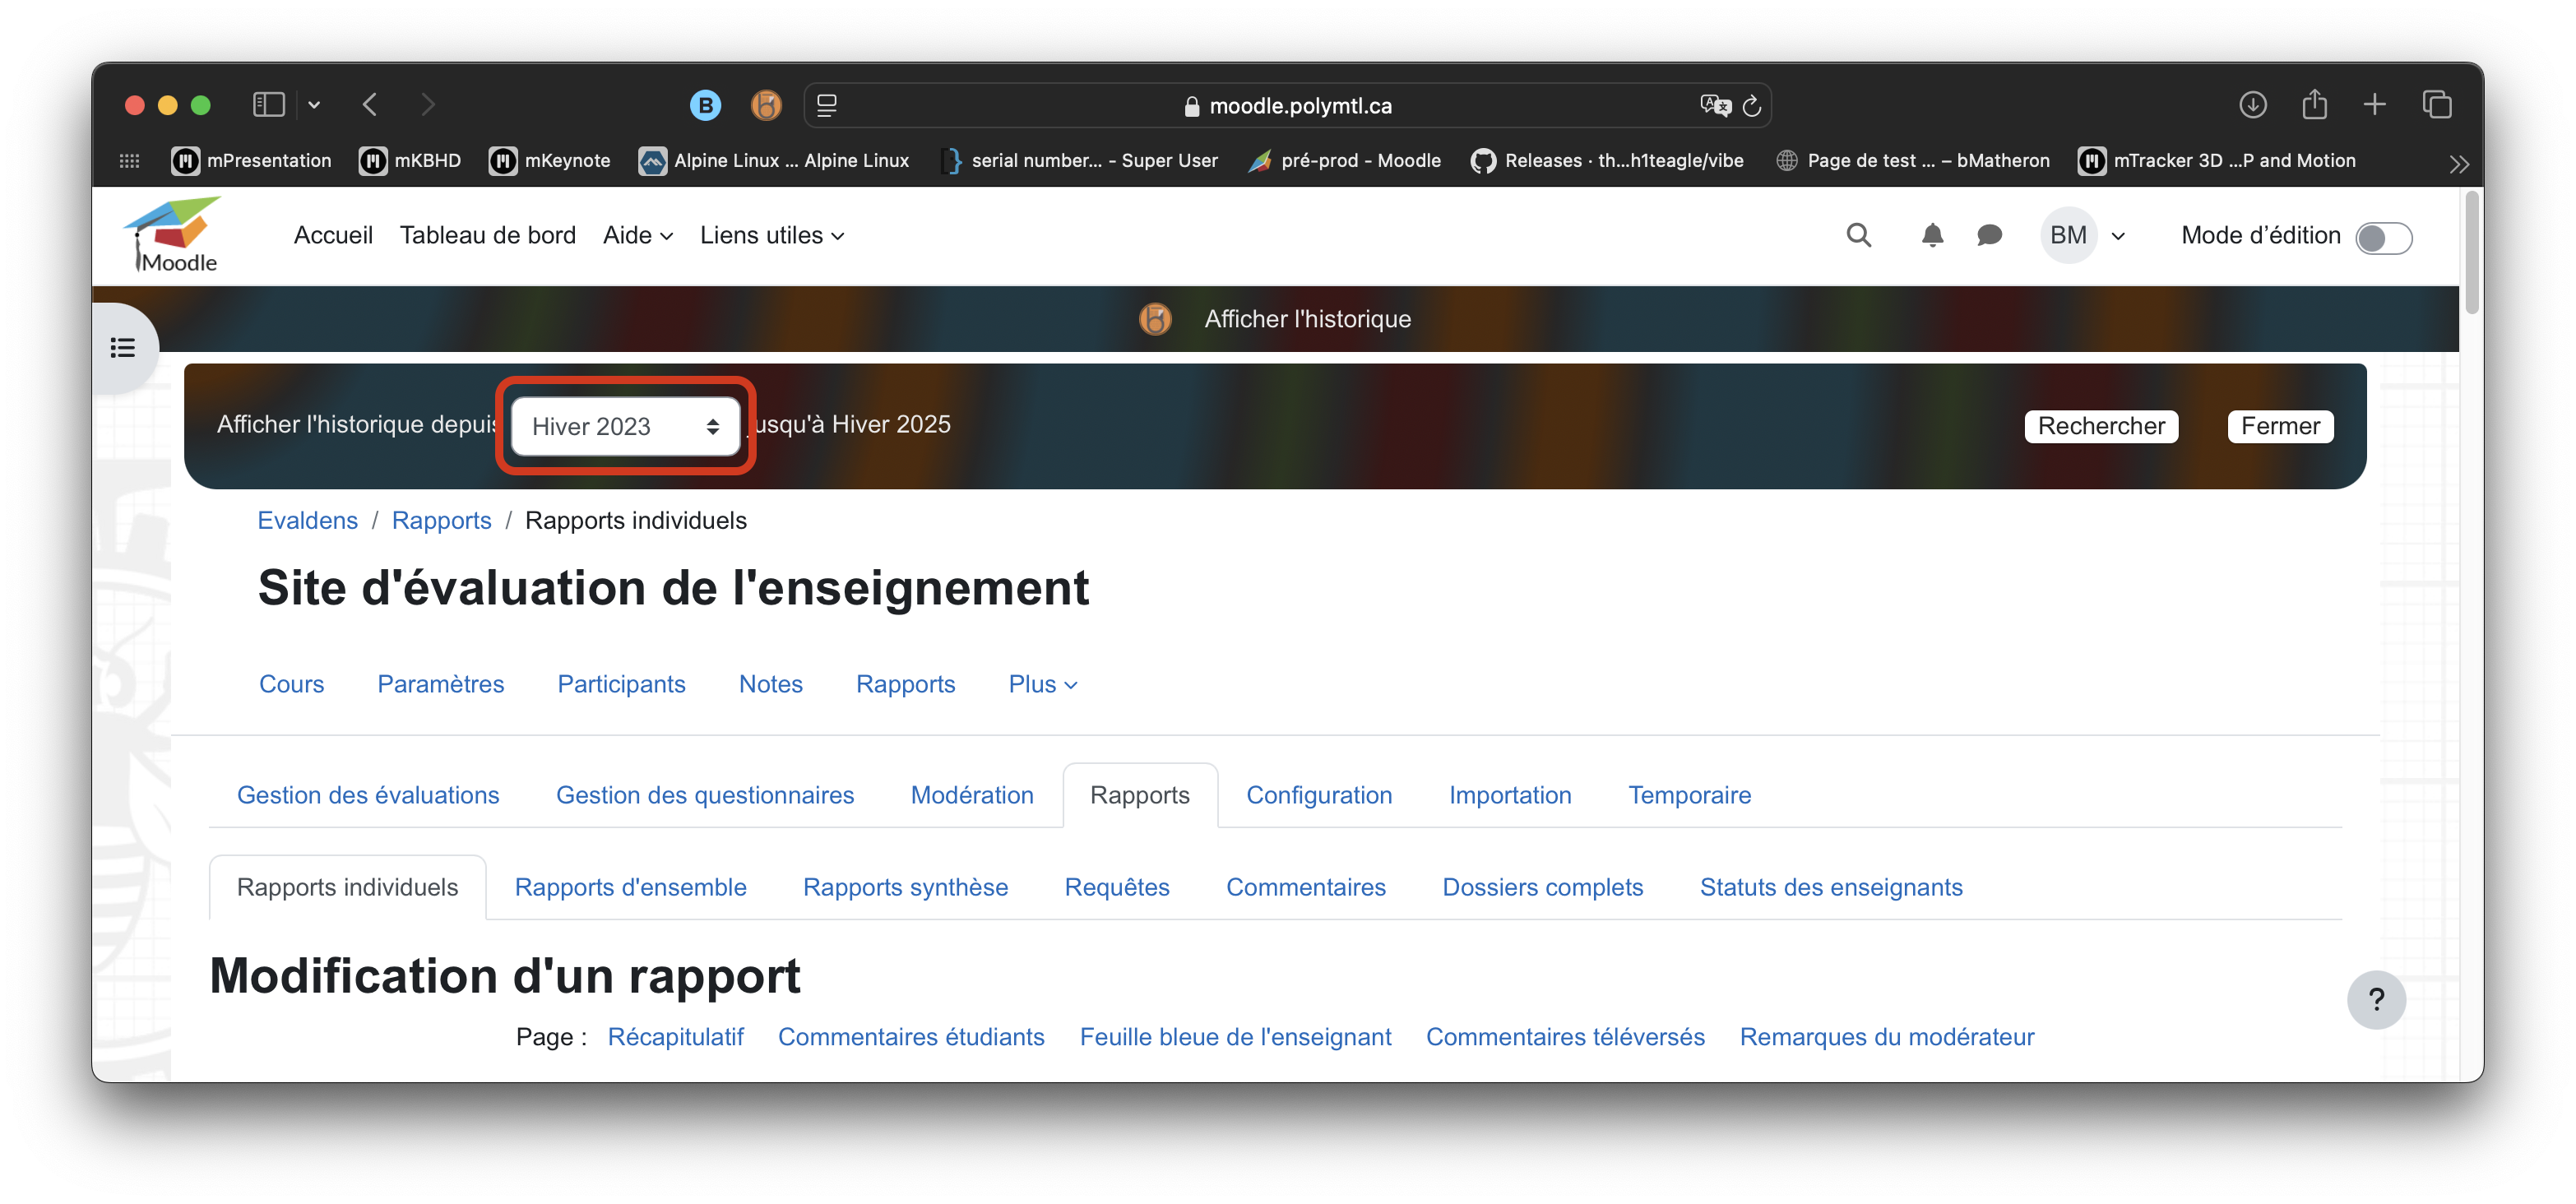 B
moodle.polymtl.ca
mPresentation mKBHD mKeynote Alpine Linux ... Alpine Linux serial number... - Super User pré-prod - Moodle Releases · th...h1teagle/vibe Page de test ... – bMatheron mTracker 3D ...P and Motion
Moodle Accueil Tableau de bord Aide Liens utiles BM Mode d’édition
Afficher l'historique
Afficher l'historique depuis Hiver 2023 jusqu'à Hiver 2025 Rechercher Fermer
Evaldens / Rapports / Rapports individuels
Site d'évaluation de l'enseignement
Cours Paramètres Participants Notes Rapports Plus
Gestion des évaluations Gestion des questionnaires Modération Rapports Configuration Importation Temporaire
Rapports individuels Rapports d'ensemble Rapports synthèse Requêtes Commentaires Dossiers complets Statuts des enseignants
Modification d'un rapport
?
Page : Récapitulatif Commentaires étudiants Feuille bleue de l'enseignant Commentaires téléversés Remarques du modérateur